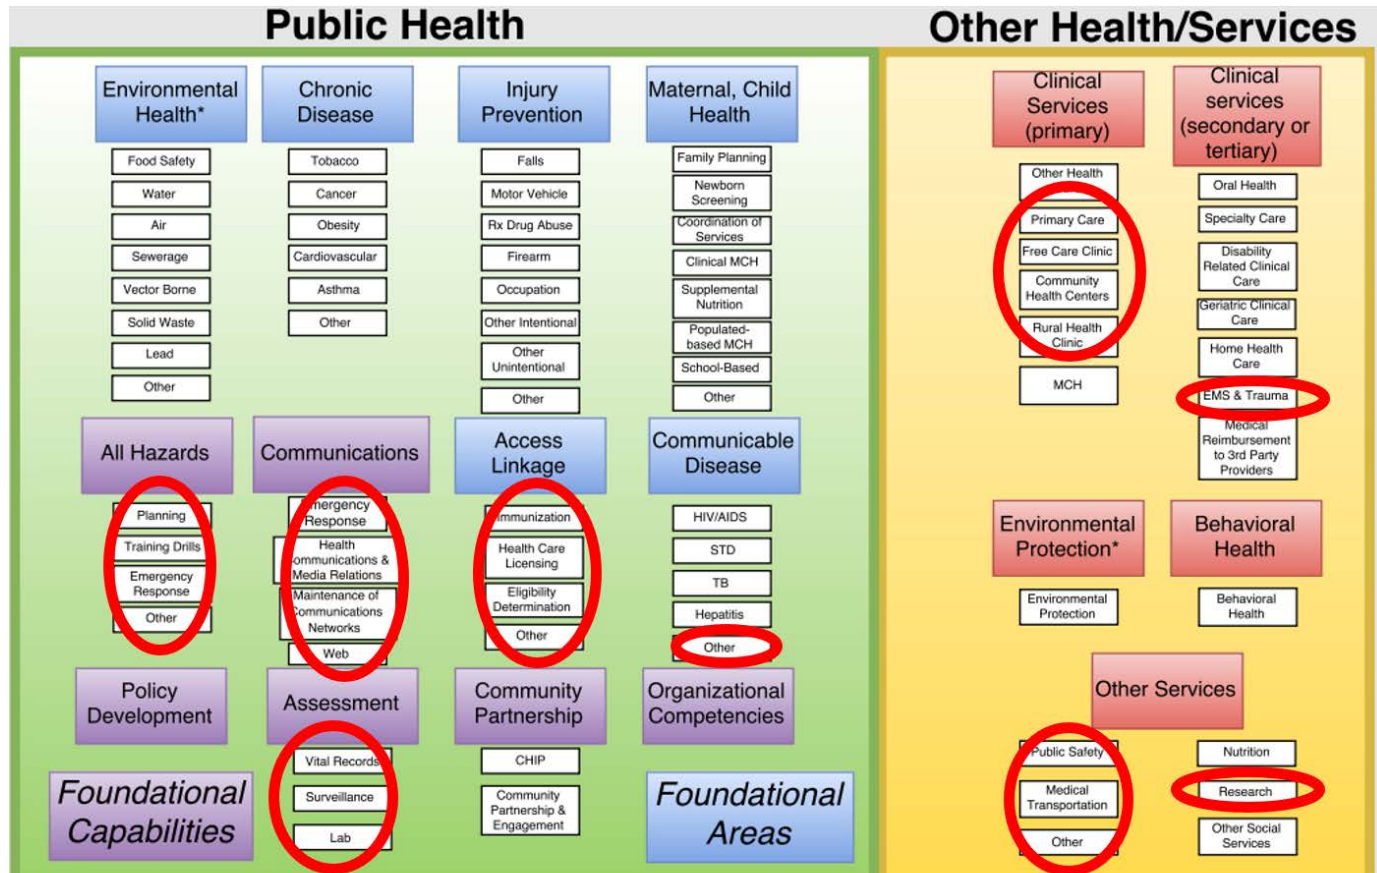 Public Health
Other Health/Services
Environmental
Health*
Food Safety
Water
Air
Sewerage
Vector Borne
Solid Waste
Lead
Other
Chronic
Disease
Tobacco
Cancer
Obesity
Cardiovascular
Asthma
Other
Injury
Prevention
Falls
Motor Vehicle
Rx Drug Abuse
Firearm
Occupation
Other Intentional
Other
Unintentional
Other
Maternal, Child
Health
Family Planning
Newborn
Screening
Coordination of
Services
Clinical MCH
Supplemental
Nutrition
Populated-
based MCH
School-Based
Other
All Hazards
Planning
Training Drills
Emergency
Response
Other
Communications
Emergency
Response
Health
Communications &
Media Relations
Maintenance of
Communications
Networks
Web
Access
Linkage
Immunization
Health Care
Licensing
Eligibility
Determination
Other
Communicable
Disease
HIV/AIDS
STD
TB
Hepatitis
Other
Policy
Development
Assessment
Vital Records
Surveillance
Lab
Community
Partnership
CHIP
Community
Partnership &
Engagement
Organizational
Competencies
Foundational
Capabilities
Foundational
Areas
Clinical
Services
(primary)
Other Health
Primary Care
Free Care Clinic
Community
Health Centers
Rural Health
Clinic
MCH
Clinical
services
(secondary or
tertiary)
Oral Health
Specialty Care
Disability
Related Clinical
Care
Geriatric Clinical
Care
Home Health
Care
EMS & Trauma
Medical
Reimbursement
to 3rd Party
Providers
Environmental
Protection*
Environmental
Protection
Behavioral
Health
Behavioral
Health
Other Services
Public Safety
Medical
Transportation
Other
Nutrition
Research
Other Social
Services